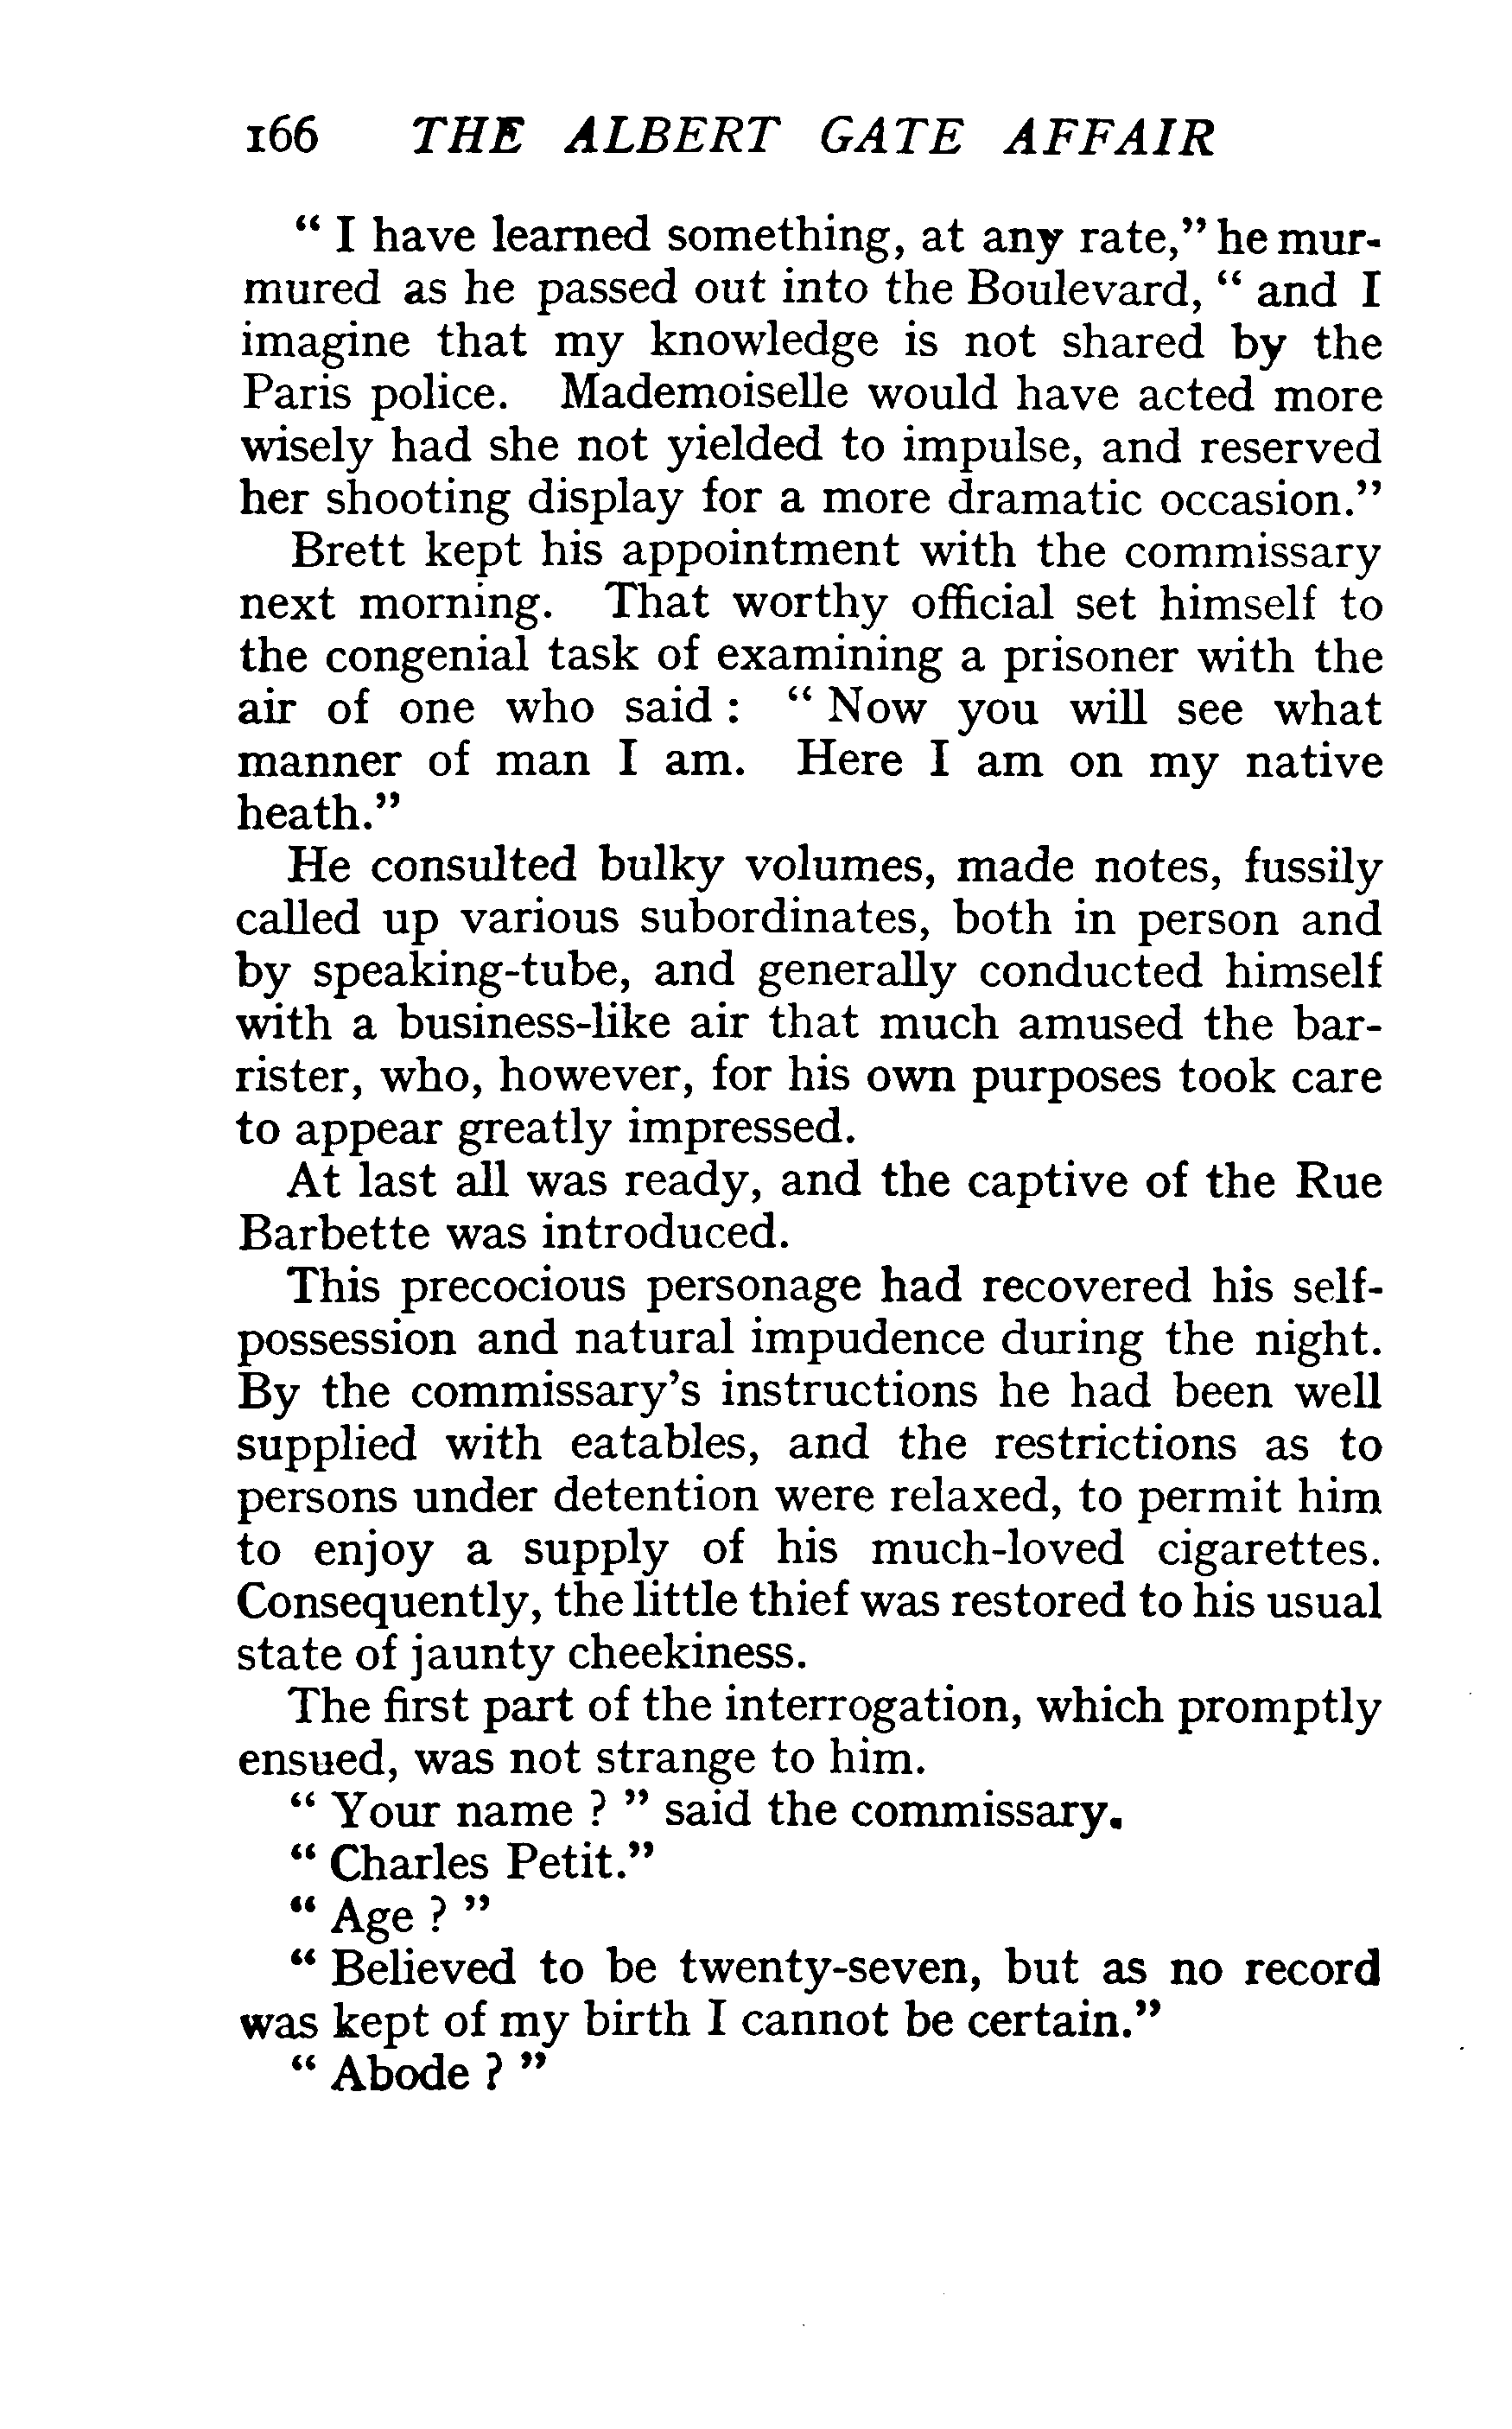 166 THE ALBERT GATE AFFAIR
“ I have learned something, at any rate,” he mur-
mured as he passed out into the Boulevard, “ and I
imagine that my knowledge is not shared by the
Paris police. Mademoiselle would have acted more
wisely had she not yielded to impulse, and reserved
her shooting display for a more dramatic occasion.”
Brett kept his appointment with the commissary
next morning. That worthy official set himself to
the congenial task of examining a prisoner with the
air of one who said : “ Now you will see what
manner of man I am. Here I am on my native
heath.”
He consulted bulky volumes, made notes, fussily
called up various subordinates, both in person and
by speaking-tube, and generally conducted himself
with a business-like air that much amused the bar-
rister, who, however, for his own purposes took care
to appear greatly impressed.
At last all was ready, and the captive of the Rue
Barbette was introduced.
This precocious personage had recovered his self-
possession and natural impudence during the night.
By the commissary’s instructions he had been well
supplied with eatables, and the restrictions as to
persons under detention were relaxed, to permit him
to enjoy a supply of his much-loved cigarettes.
Consequently, the little thief was restored to his usual
state of jaunty cheekiness.
The first part of the interrogation, which promptly
ensued, was not strange to him.
“ Your name ? ” said the commissary.
“ Charles Petit.”
“ Age ? ”
“ Believed to be twenty-seven, but as no record
was kept of my birth I cannot be certain.”
“ Abode ? ”